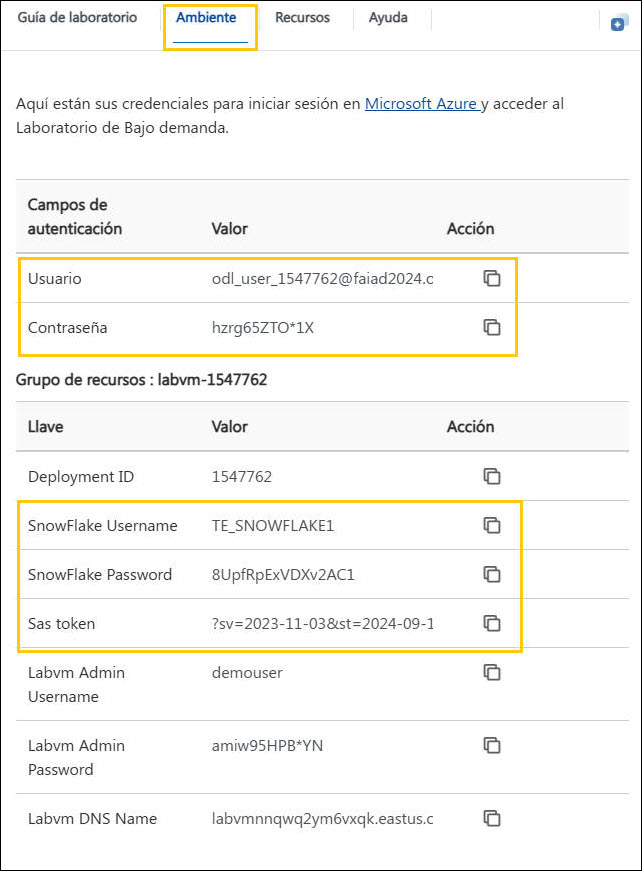 Guía de laboratorio Ambiente Recursos Ayuda
Aquí están sus credenciales para iniciar sesión en Microsoft Azure y acceder al
Laboratorio de Bajo demanda.
Campos de
autenticación Valor Acción
Usuario odl_user_1547762@faiad2024.c
Contraseña hzrg65ZTO*1X
Grupo de recursos : labvm-1547762
Llave Valor Acción
Deployment ID 1547762
SnowFlake Username TE_SNOWFLAKE1
SnowFlake Password 8UpfRpExVDXv2AC1
Sas token ?sv=2023-11-03&st=2024-09-1
Labvm Admin demouser
Username
Labvm Admin amiw95HPB*YN
Password
Labvm DNS Name labvmnnqwq2ym6vxqk.eastus.c